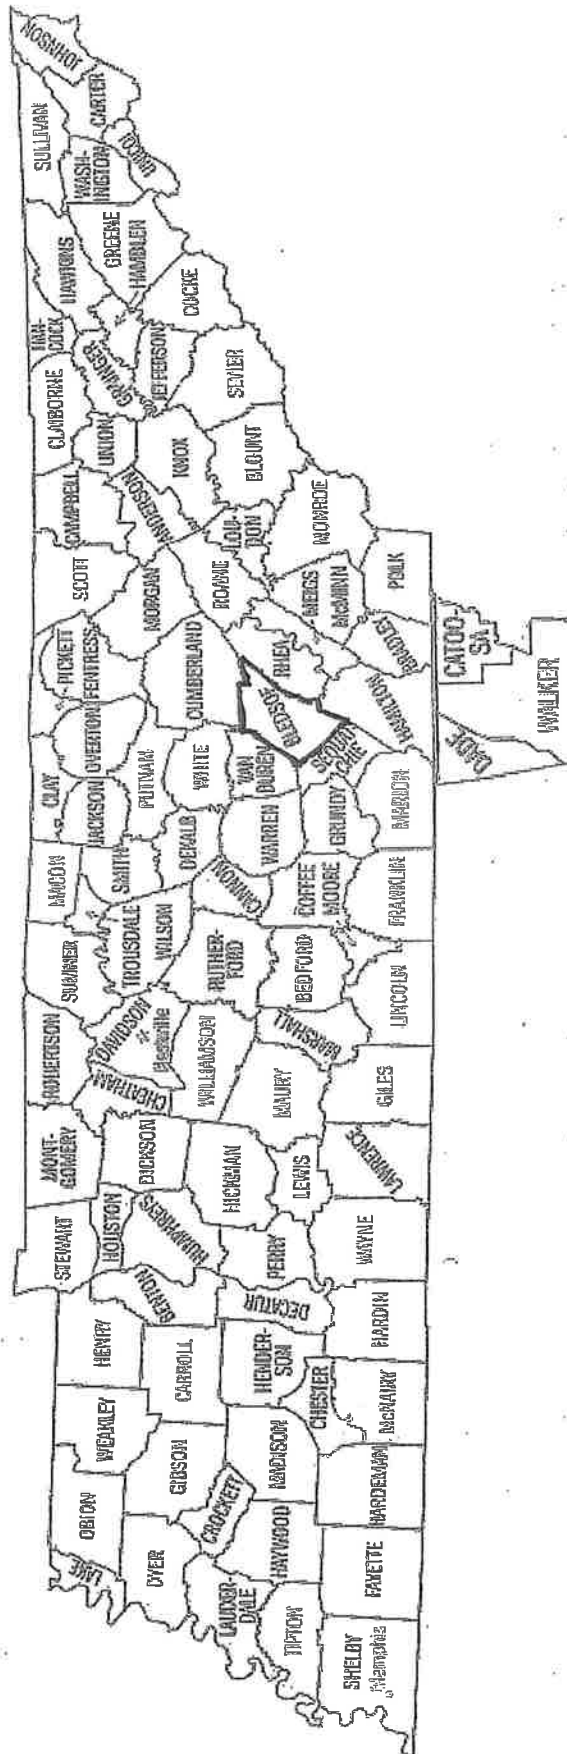 LAKE
OBION
WEAKLEY
HENRY
STEWART
MONT-
GOMERY
ROBERTSON
SUMNER
MACON
CLAY
PICKETT
SCOTT
CAMPBELL
CLAIBORNE
HAN-
COCK
HAWKINS
SULLIVAN
JOHNSON
DYER
GIBSON
CARROLL
BENTON
HOUSTON
HUMPHREYS
DICKSON
CHEATHAM
DAVIDSON
Nashville
TROUSDALE
WILSON
SMITH
JACKSON
OVERTON
FENTRESS
PUTNAM
MORGAN
ANDERSON
UNION
GRAINGER
HAMBLEN
GREENE
WASH-
INGTON
CARTER
UNICOI
LAUDER-
DALE
CROCKETT
HAYWOOD
MADISON
HENDER-
SON
DECATUR
PERRY
HICKMAN
LEWIS
WILLIAMSON
MAURY
RUTHER-
FORD
CANNON
DEKALB
WARREN
WHITE
VAN
BUREN
CUMBERLAND
BLEDSOE
RHEA
ROANE
LOU-
DON
KNOX
JEFFERSON
COCKE
SEVIER
BLOUNT
TIPTON
SHELBY
Memphis
FAYETTE
HARDEMAN
CHESTER
McNAIRY
HARDIN
WAYNE
LAWRENCE
GILES
MARSHALL
BEDFORD
LINCOLN
COFFEE
MOORE
FRANKLIN
GRUNDY
MARION
SEQUAT
CHIE
HAMILTON
MEIGS
McMINN
BRADLEY
MONROE
POLK
DADE
CATOO-
SA
WALKER